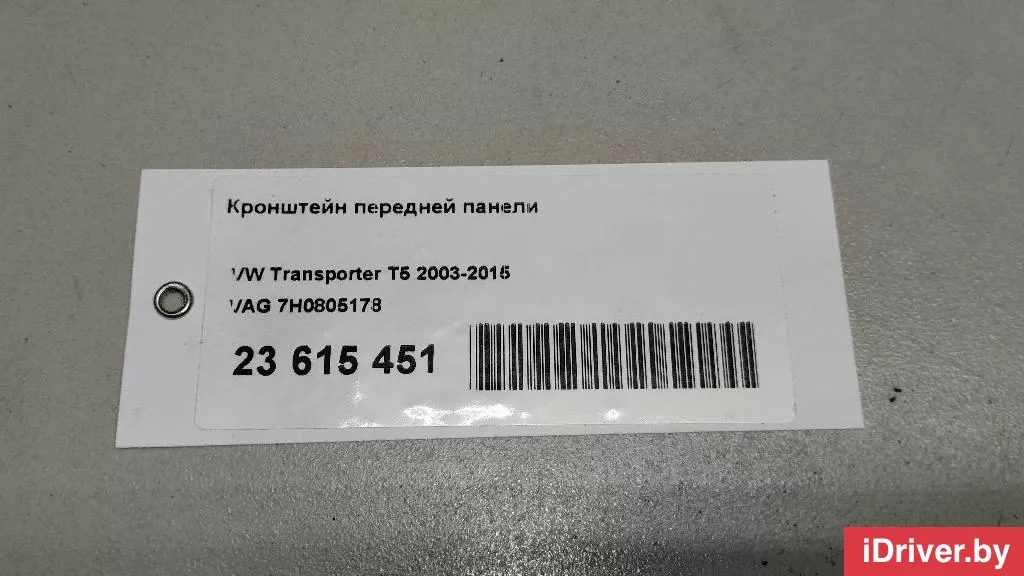 Кронштейн передней панели
VW Transporter T5 2003-2015
VAG 7H0805178
23 615 451
iDriver.by